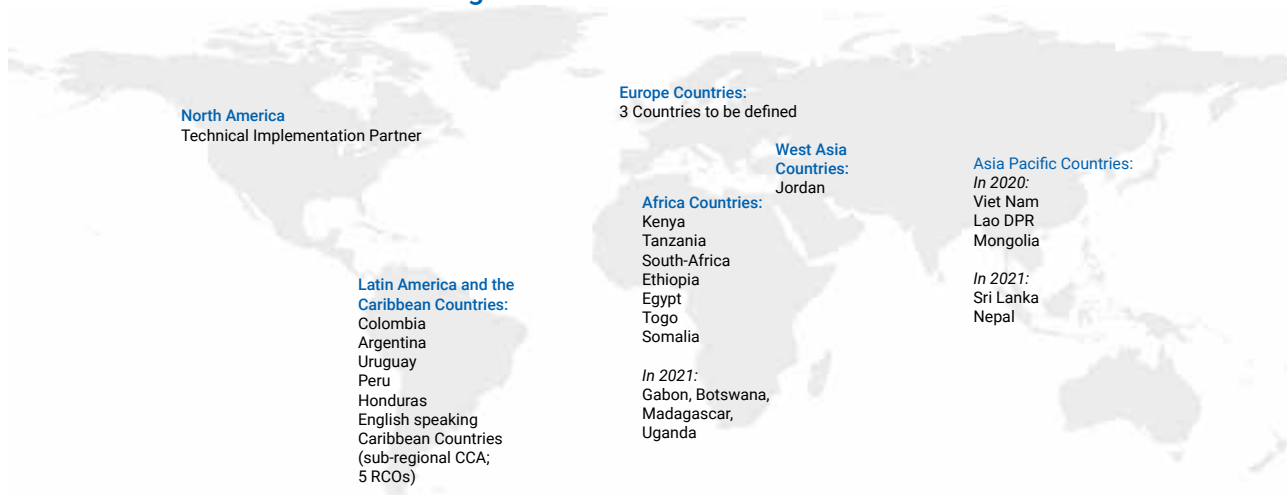 North America
Technical Implementation Partner
Europe Countries:
3 Countries to be defined
West Asia
Countries:
Jordan
Asia Pacific Countries:
In 2020:
Viet Nam
Lao DPR
Mongolia
In 2021:
Sri Lanka
Nepal
Africa Countries:
Kenya
Tanzania
South-Africa
Ethiopia
Egypt
Togo
Somalia
In 2021:
Gabon, Botswana,
Madagascar,
Uganda
Latin America and the
Caribbean Countries:
Colombia
Argentina
Uruguay
Peru
Honduras
English speaking
Caribbean Countries
(sub-regional CCA;
5 RCOs)